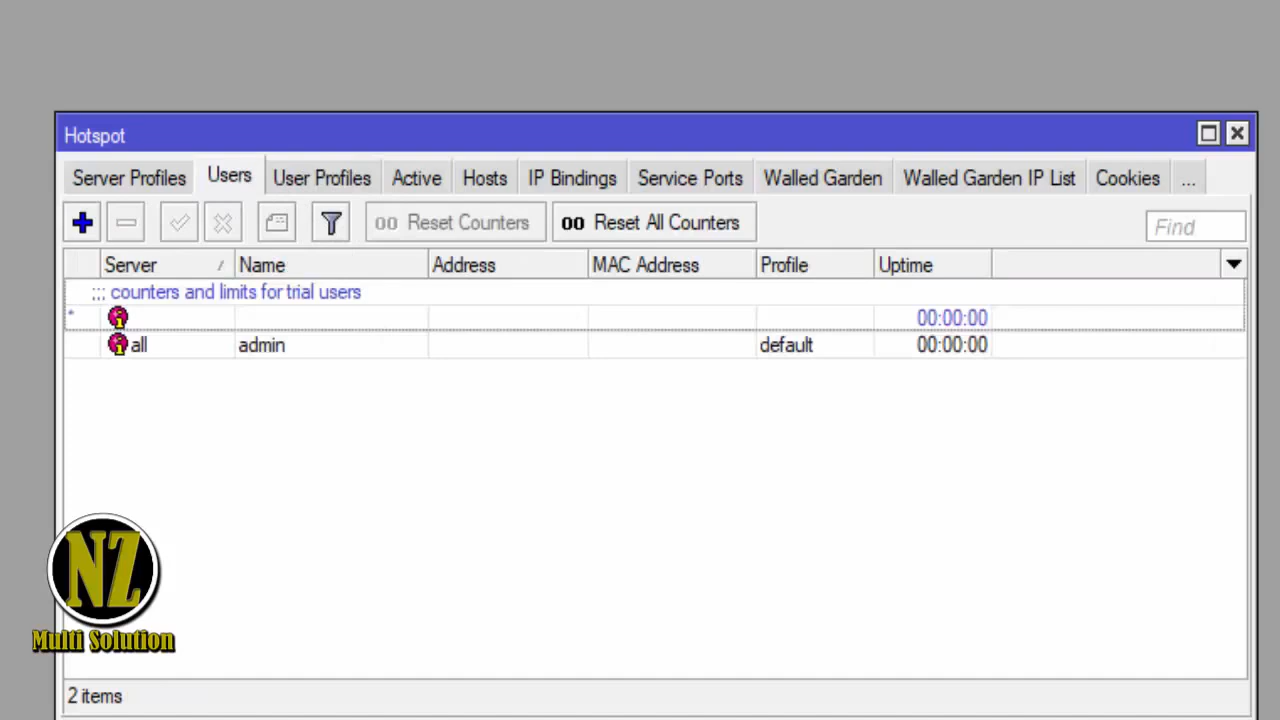 Hotspot
Server Profiles Users User Profiles Active Hosts IP Bindings Service Ports Walled Garden Walled Garden IP List Cookies ...
00 Reset Counters 00 Reset All Counters Find
Server Name Address MAC Address Profile Uptime
;;; counters and limits for trial users
* 00:00:00
all admin default 00:00:00
NZ
Multi Solution
2 items